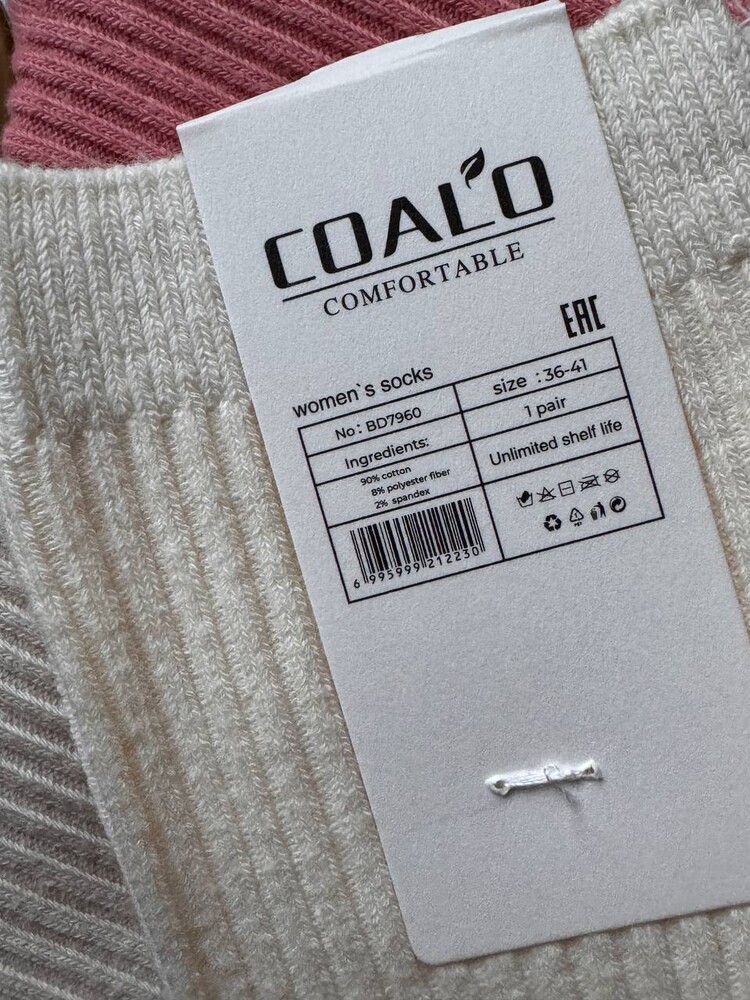 COAL'O
COMFORTABLE
EAC
women`s socks
No: BD7960
size : 36-41
Ingredients:
1 pair
90% cotton
8% polyester fiber
2% spandex
Unlimited shelf life
6 995999 212230